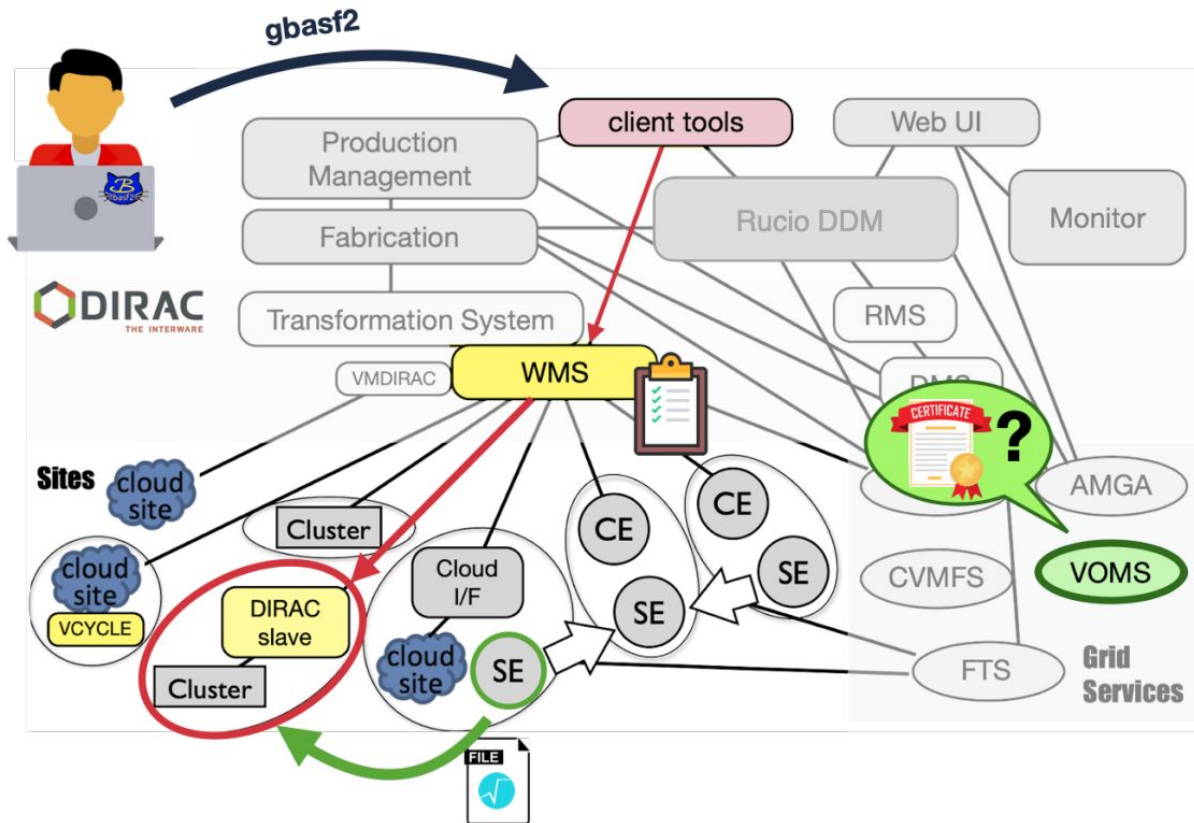 gbasf2
client tools
Web UI
Production
Management
Rucio DDM
Monitor
B
gbasf2
Fabrication
DIRAC
THE INTERWARE
Transformation System
RMS
VMDIRAC
WMS
DMS
CERTIFICATE
?
Sites
cloud
site
CE
CE
AMGA
Cluster
cloud
site
VCYCLE
DIRAC
slave
Cloud
I/F
SE
SE
CVMFS
VOMS
Cluster
cloud
site
SE
FTS
Grid
Services
FILE